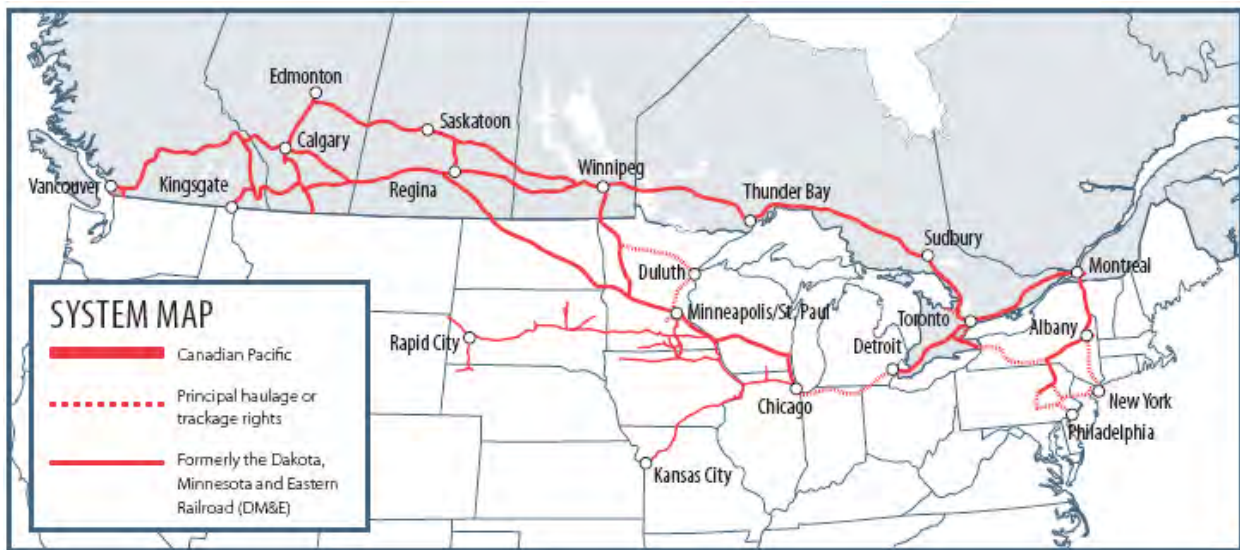 Edmonton
Saskatoon
Calgary
Winnipeg
Vancouver
Kingsgate
Regina
Thunder Bay
Sudbury
Duluth
Montreal
Minneapolis/St. Paul
Toronto
Albany
Rapid City
Detroit
Chicago
New York
Philadelphia
Kansas City
SYSTEM MAP
Canadian Pacific
Principal haulage or
trackage rights
Formerly the Dakota,
Minnesota and Eastern
Railroad (DM&E)